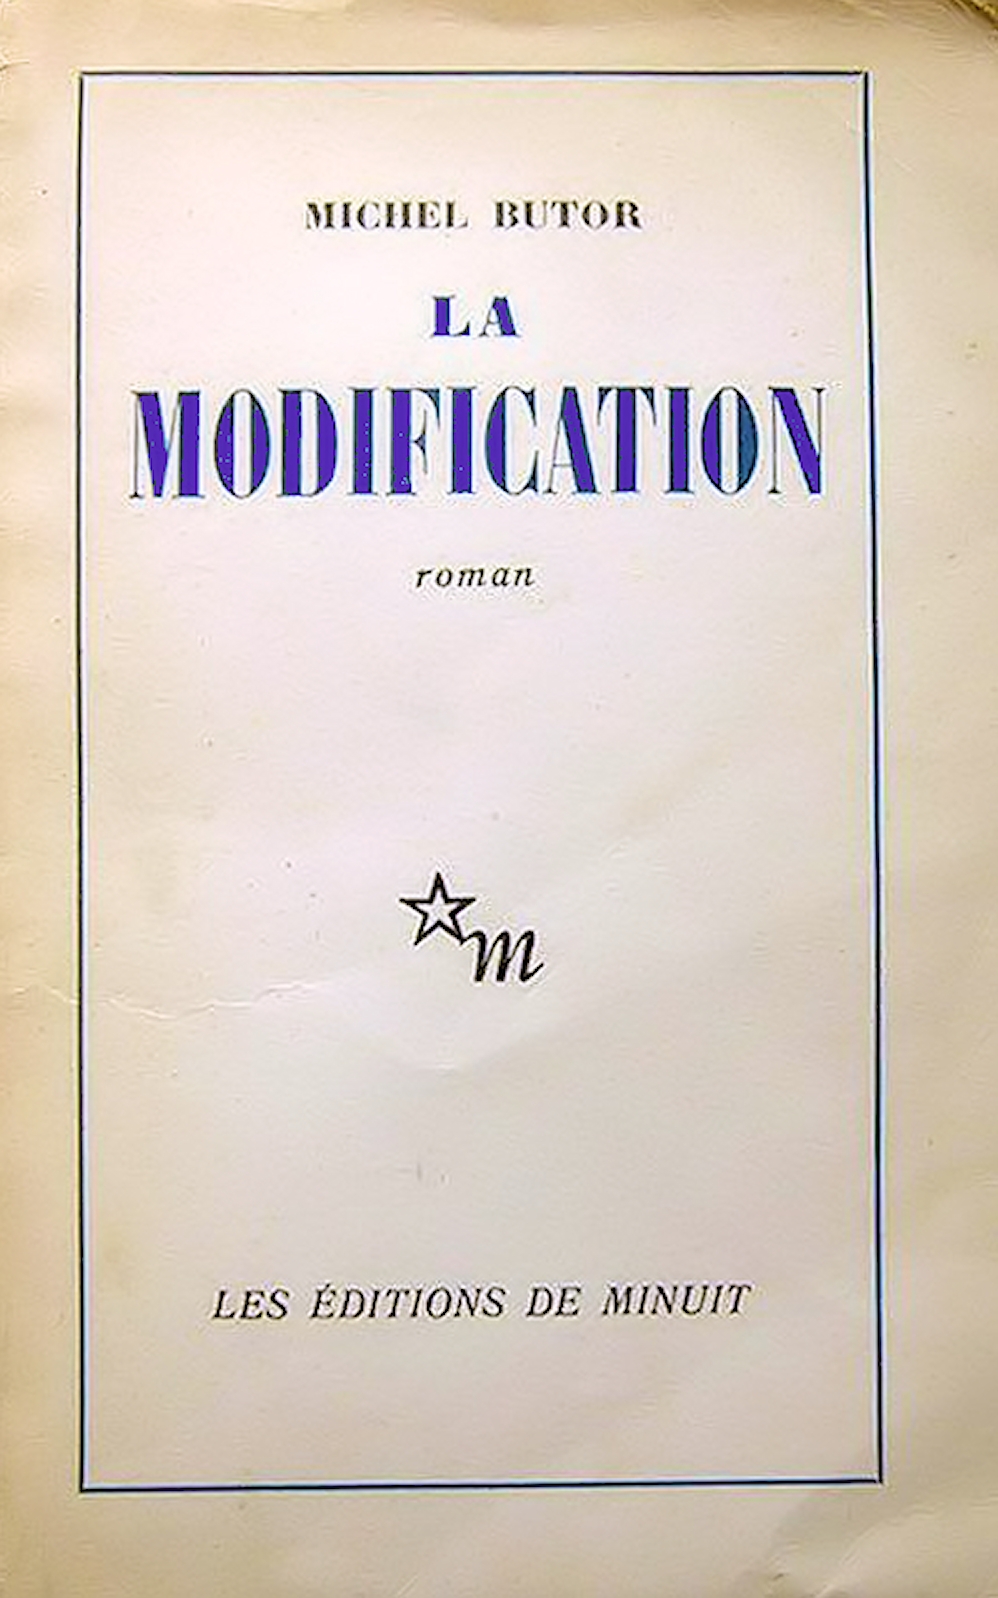 MICHEL BUTOR
LA
MODIFICATION
roman
m
LES ÉDITIONS DE MINUIT